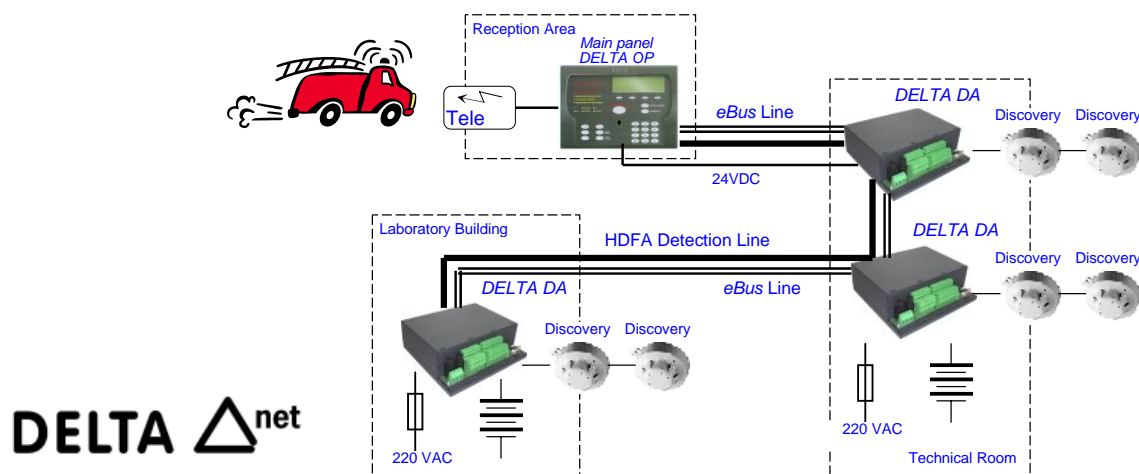 Reception Area
Main panel
DELTA OP
Tele
eBus Line
24VDC
DELTA DA
Discovery
Discovery
Laboratory Building
HDFA Detection Line
DELTA DA
DELTA DA
eBus Line
Discovery
Discovery
Discovery
Discovery
220 VAC
220 VAC
Technical Room
DELTA net